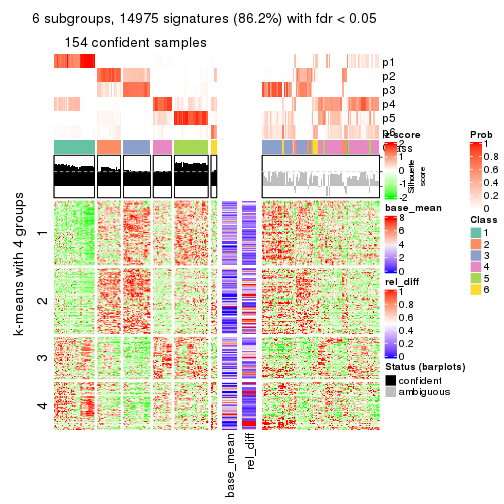 6 subgroups, 14975 signatures (86.2%) with fdr < 0.05
154 confident samples
p1
p2
p3
p4
p5
p6
Class
Silhouette
score
k-means with 4 groups
1
2
3
4
base_mean
rel_diff
z-score
2
1
0
-1
-2
base_mean
8
6
4
2
0
rel_diff
1
0.8
0.6
0.4
0.2
0
Status (barplots)
confident
ambiguous
Prob
1
0.8
0.6
0.4
0.2
0
Class
1
2
3
4
5
6